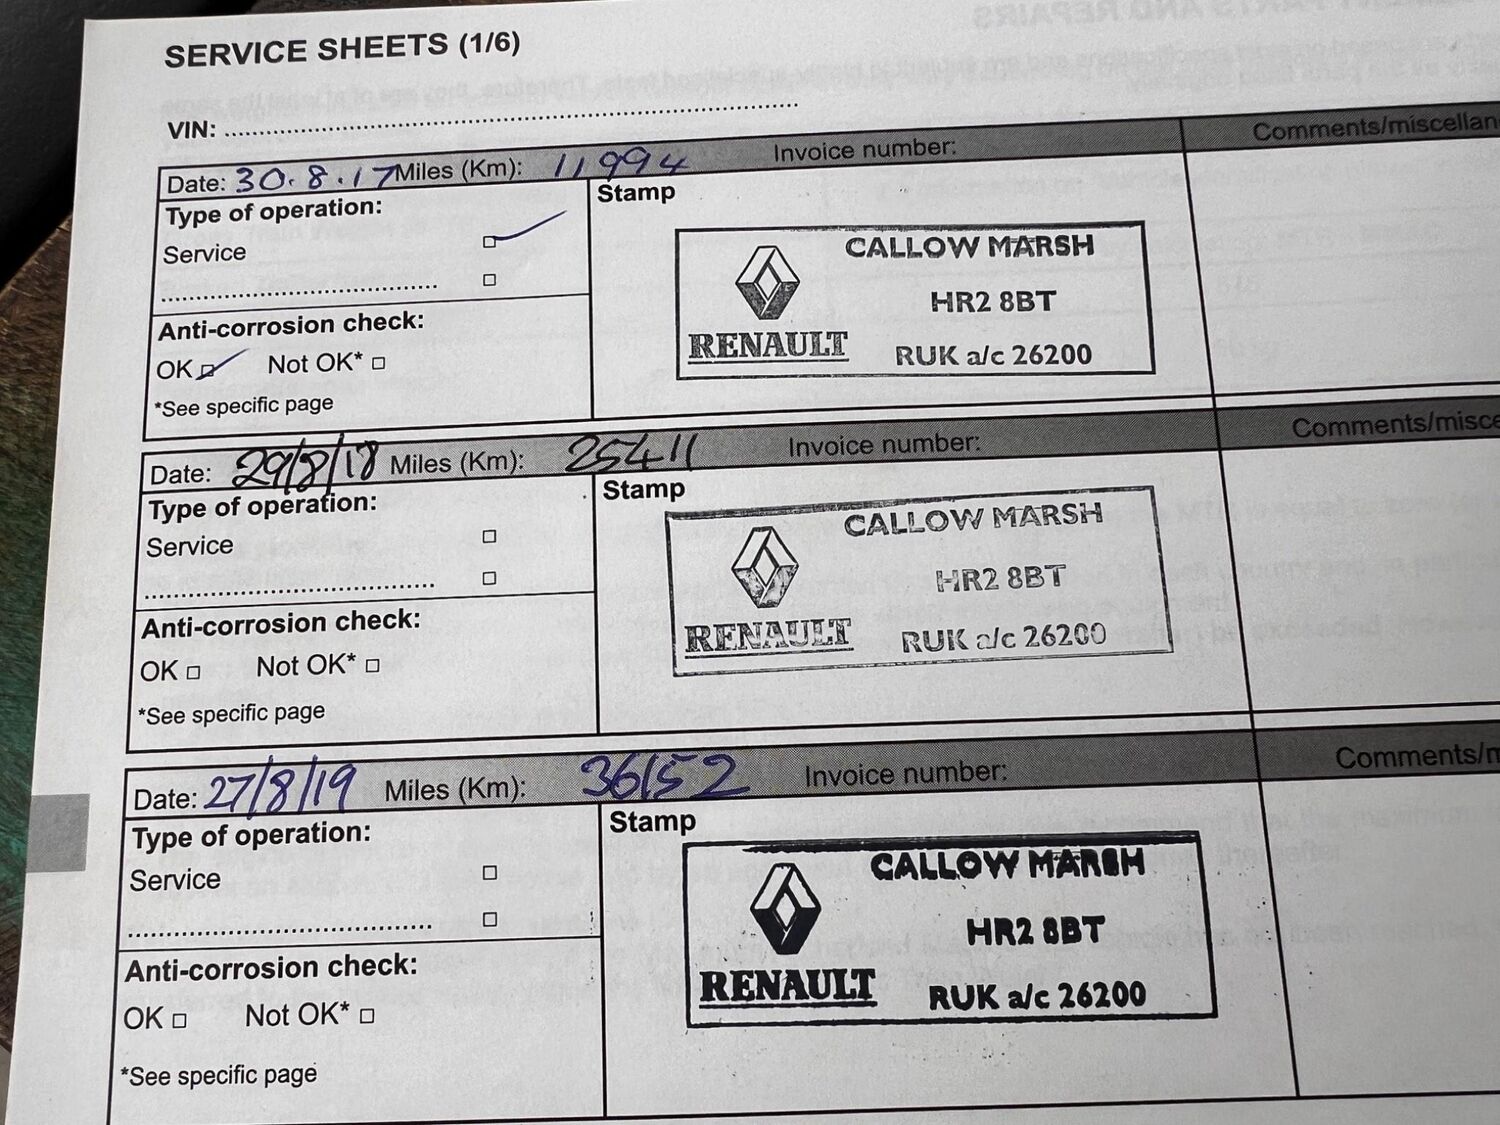 SERVICE SHEETS (1/6)
VIN: ........................................
Date: 30.8.17 Miles (Km): 11994 Invoice number: Comments/miscellan
Type of operation:
Service
Anti-corrosion check:
OK Not OK*
*See specific page
Stamp
CALLOW MARSH
HR2 8BT
RENAULT
RUK a/c 26200
Date: 29/8/18 Miles (Km): 25411 Invoice number: Comments/misce
Type of operation:
Service
Anti-corrosion check:
OK Not OK*
*See specific page
Stamp
CALLOW MARSH
HR2 8BT
RENAULT
RUK a/c 26200
Date: 27/8/19 Miles (Km): 36152 Invoice number: Comments/m
Type of operation:
Service
Anti-corrosion check:
OK Not OK*
*See specific page
Stamp
CALLOW MARSH
HR2 8BT
RENAULT
RUK a/c 26200